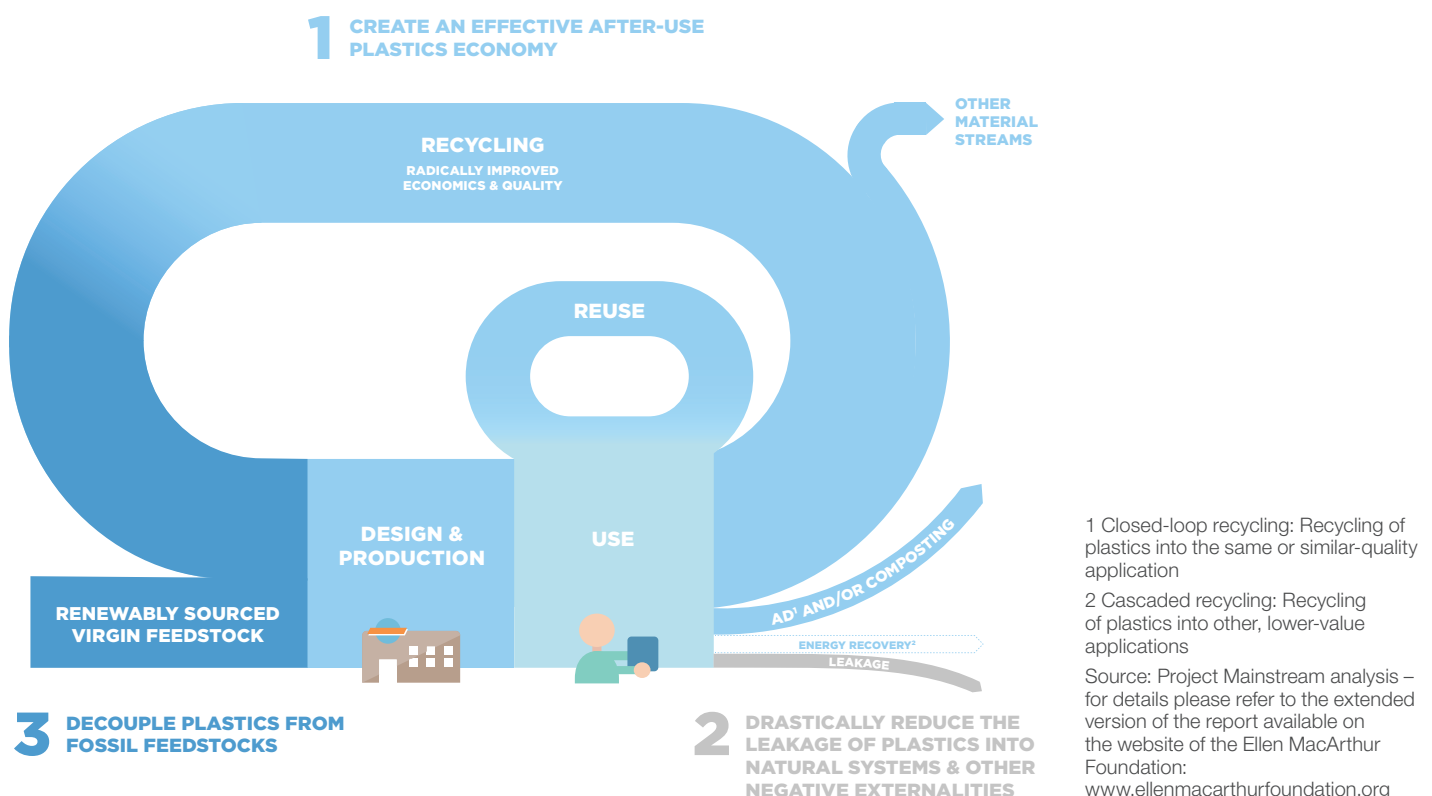 1 CREATE AN EFFECTIVE AFTER-USE
PLASTICS ECONOMY
OTHER
MATERIAL
STREAMS
RECYCLING
RADICALLY IMPROVED
ECONOMICS & QUALITY
REUSE
DESIGN &
PRODUCTION
USE
RENEWABLY SOURCED
VIRGIN FEEDSTOCK
AD¹ AND/OR COMPOSTING
ENERGY RECOVERY²
LEAKAGE
3 DECOUPLE PLASTICS FROM
FOSSIL FEEDSTOCKS
2 DRASTICALLY REDUCE THE
LEAKAGE OF PLASTICS INTO
NATURAL SYSTEMS & OTHER
NEGATIVE EXTERNALITIES
1 Closed-loop recycling: Recycling of
plastics into the same or similar-quality
application
2 Cascaded recycling: Recycling
of plastics into other, lower-value
applications
Source: Project Mainstream analysis –
for details please refer to the extended
version of the report available on
the website of the Ellen MacArthur
Foundation:
www.ellenmacarthurfoundation.org